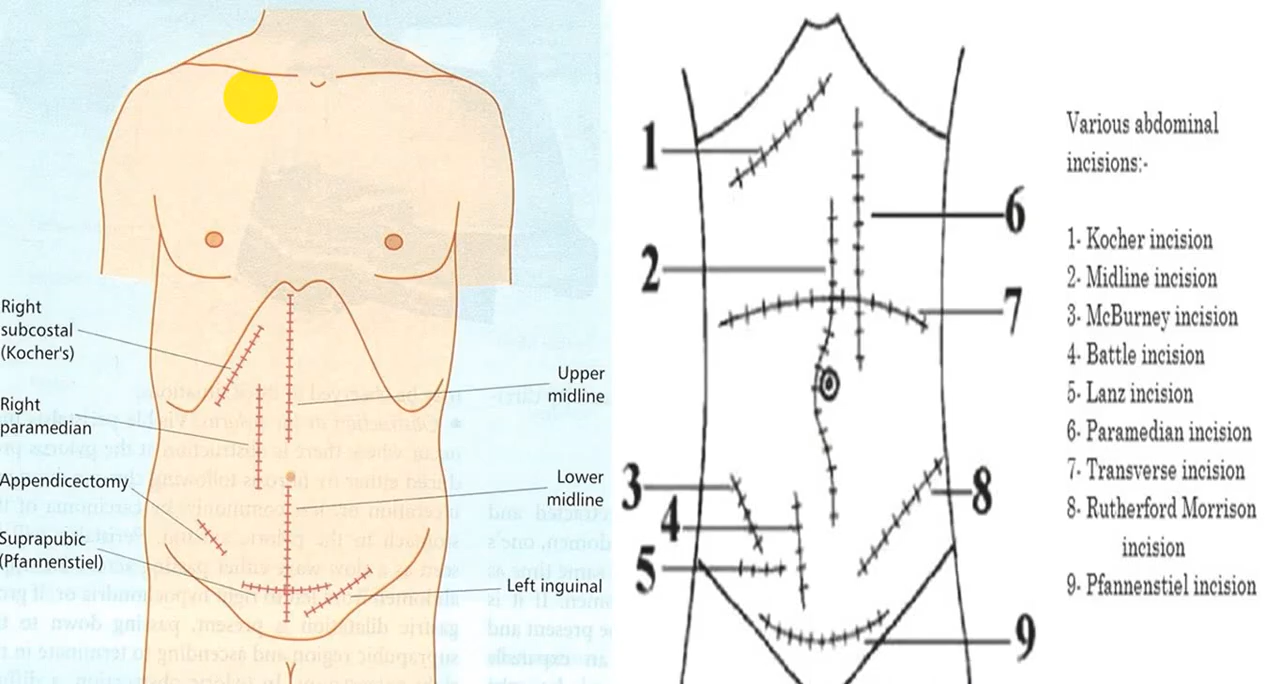 Right
subcostal
(Kocher's)
Right
paramedian
Appendicectomy
Suprapubic
(Pfannenstiel)
Upper
midline
Lower
midline
Left inguinal
1
2
3
4
5
6
7
8
9
Various abdominal
incisions:-
1- Kocher incision
2- Midline incision
3- McBurney incision
4- Battle incision
5- Lanz incision
6- Paramedian incision
7- Transverse incision
8- Rutherford Morrison
incision
9- Pfannenstiel incision